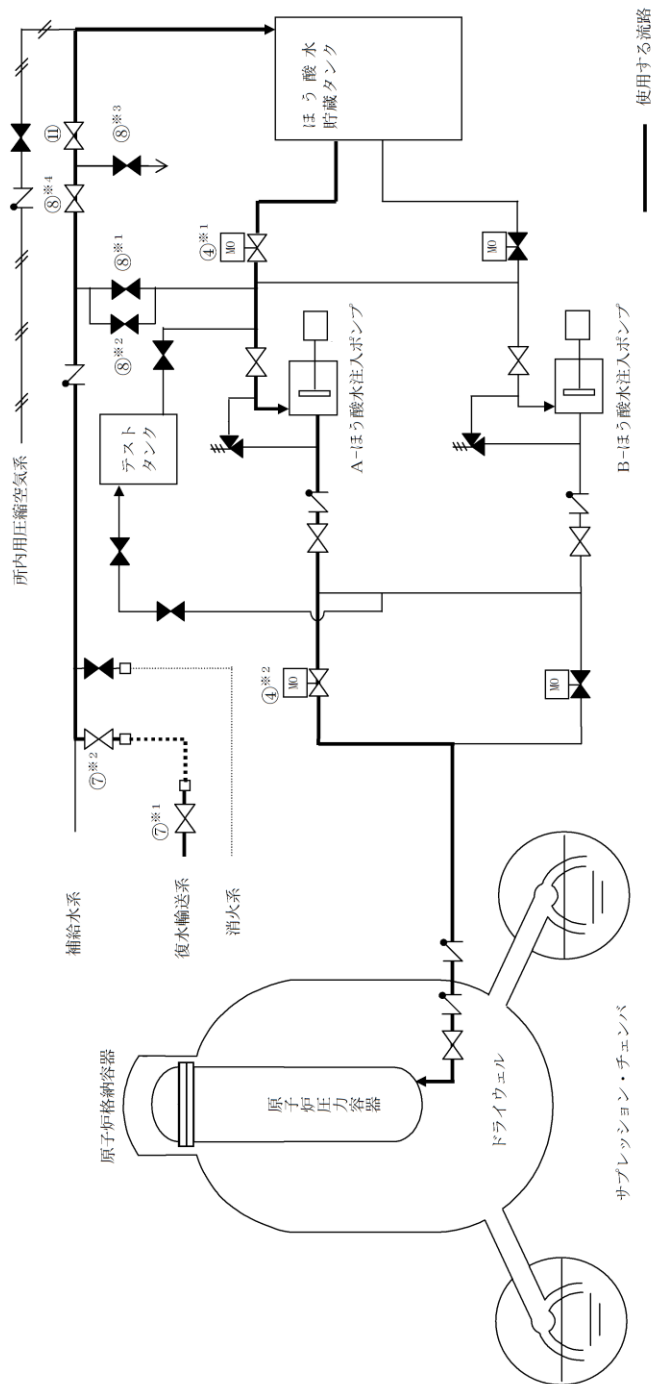 原子炉格納容器
原子炉圧力容器
ドライウェル
サプレッション・チェンバ
補給水系
復水輸送系
消火系
⑦※2
⑦※1
所内用圧縮空気系
テスト
タンク
⑧※2
⑧※1
⑧※4
⑧※3
⑪
MO
④※2
MO
MO
④※1
MO
A-ほう酸水注入ポンプ
B-ほう酸水注入ポンプ
ほう酸水
貯蔵タンク
使用する流路